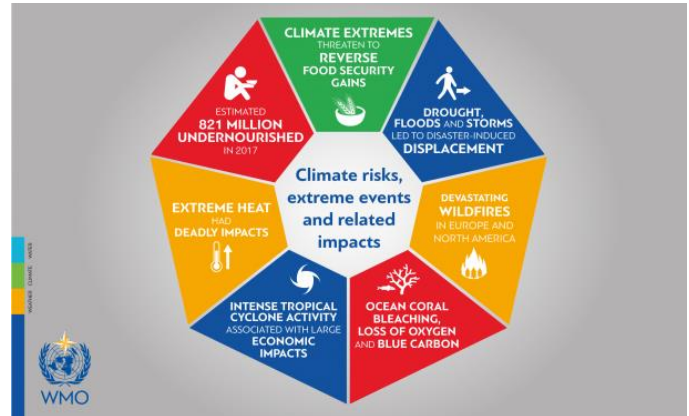 CLIMATE EXTREMES
THREATEN TO
REVERSE
FOOD SECURITY
GAINS
DROUGHT,
FLOODS AND STORMS
LED TO DISASTER-INDUCED
DISPLACEMENT
DEVASTATING
WILDFIRES
IN EUROPE AND
NORTH AMERICA
OCEAN CORAL
BLEACHING,
LOSS OF OXYGEN
AND BLUE CARBON
INTENSE TROPICAL
CYCLONE ACTIVITY
ASSOCIATED WITH LARGE
ECONOMIC
IMPACTS
EXTREME HEAT
HAD
DEADLY IMPACTS
ESTIMATED
821 MILLION
UNDERNOURISHED
IN 2017
Climate risks,
extreme events
and related
impacts
WEATHER CLIMATE WATER
WMO